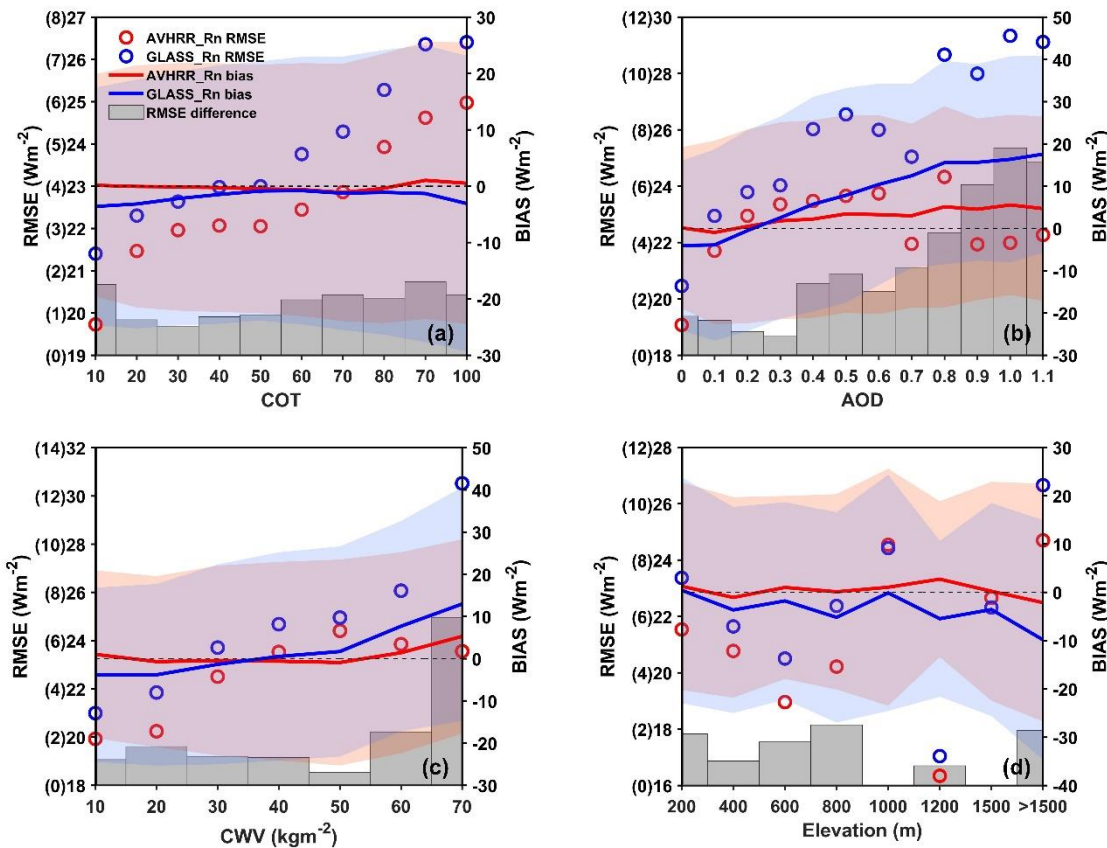 (8)27
(7)26
(6)25
(5)24
(4)23
(3)22
(2)21
(1)20
(0)19
RMSE (Wm-2)
AVHRR_Rn RMSE
GLASS_Rn RMSE
AVHRR_Rn bias
GLASS_Rn bias
RMSE difference
(a)
10 20 30 40 50 60 70 80 70 100
COT
30
20
10
0
-10
-20
-30
BIAS (Wm-2)
(12)30
(10)28
(8)26
(6)24
(4)22
(2)20
(0)18
RMSE (Wm-2)
(b)
0 0.1 0.2 0.3 0.4 0.5 0.6 0.7 0.8 0.9 1.0 1.1
AOD
50
40
30
20
10
0
-10
-20
-30
BIAS (Wm-2)
(14)32
(12)30
(10)28
(8)26
(6)24
(4)22
(2)20
(0)18
RMSE (Wm-2)
(c)
10 20 30 40 50 60 70
CWV (kgm-2)
50
40
30
20
10
0
-10
-20
-30
BIAS (Wm-2)
(12)28
(10)26
(8)24
(6)22
(4)20
(2)18
(0)16
RMSE (Wm-2)
(d)
200 400 600 800 1000 1200 1500 >1500
Elevation (m)
30
20
10
0
-10
-20
-30
-40
BIAS (Wm-2)